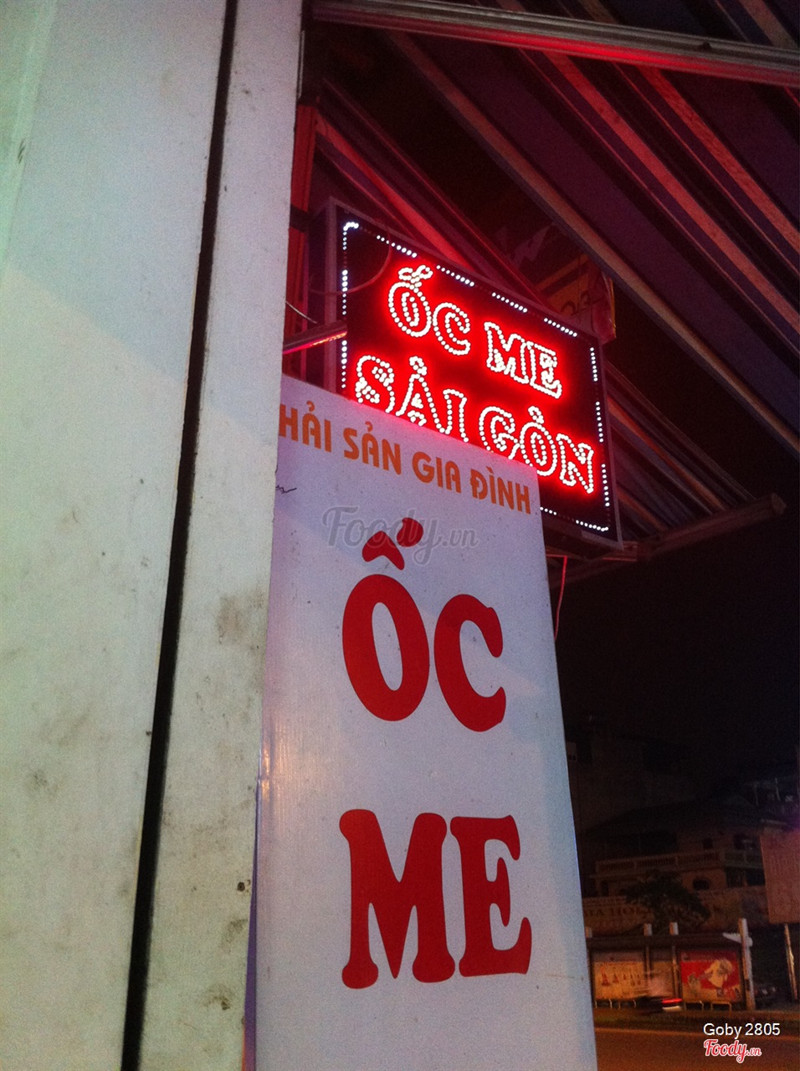 ỐC ME
SÀI GÒN
HẢI SẢN GIA ĐÌNH
ỐC
ME
Foody.vn
Goby 2805
Foody.vn